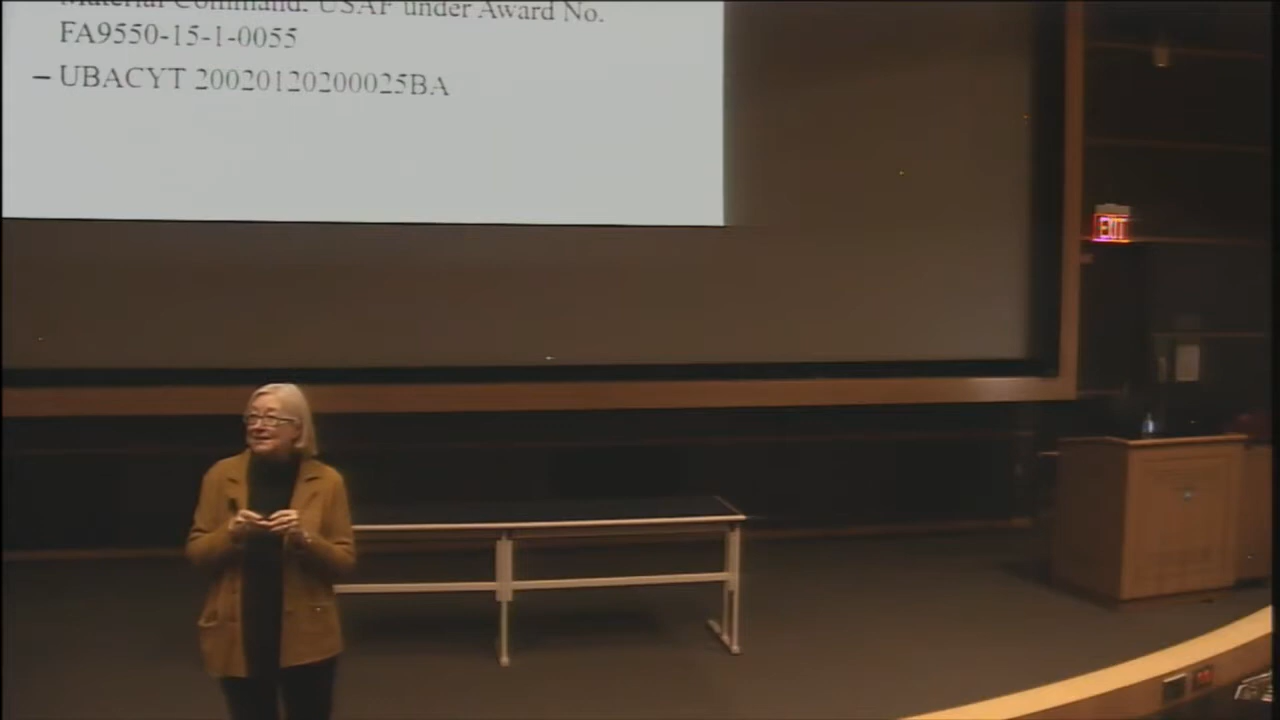 Material Command. USAF under Award No.
FA9550-15-1-0055
– UBACYT 20020120200025BA
EXIT